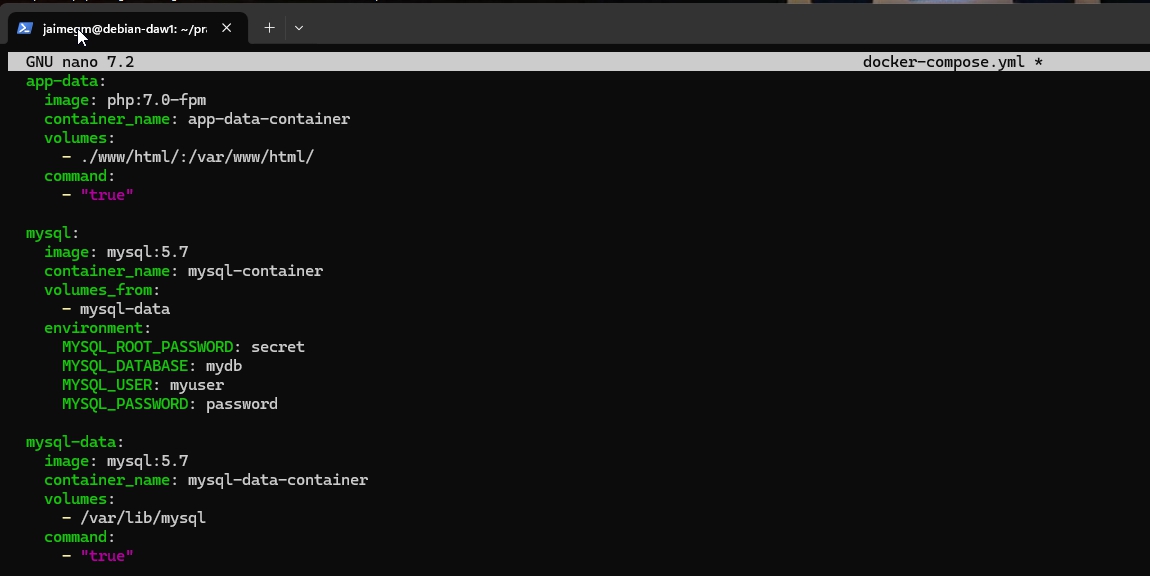 jaimegm@debian-daw1: ~/pra
GNU nano 7.2 docker-compose.yml *
  app-data:
    image: php:7.0-fpm
    container_name: app-data-container
    volumes:
      - ./www/html/:/var/www/html/
    command:
      - "true"

  mysql:
    image: mysql:5.7
    container_name: mysql-container
    volumes_from:
      - mysql-data
    environment:
      MYSQL_ROOT_PASSWORD: secret
      MYSQL_DATABASE: mydb
      MYSQL_USER: myuser
      MYSQL_PASSWORD: password

  mysql-data:
    image: mysql:5.7
    container_name: mysql-data-container
    volumes:
      - /var/lib/mysql
    command:
      - "true"